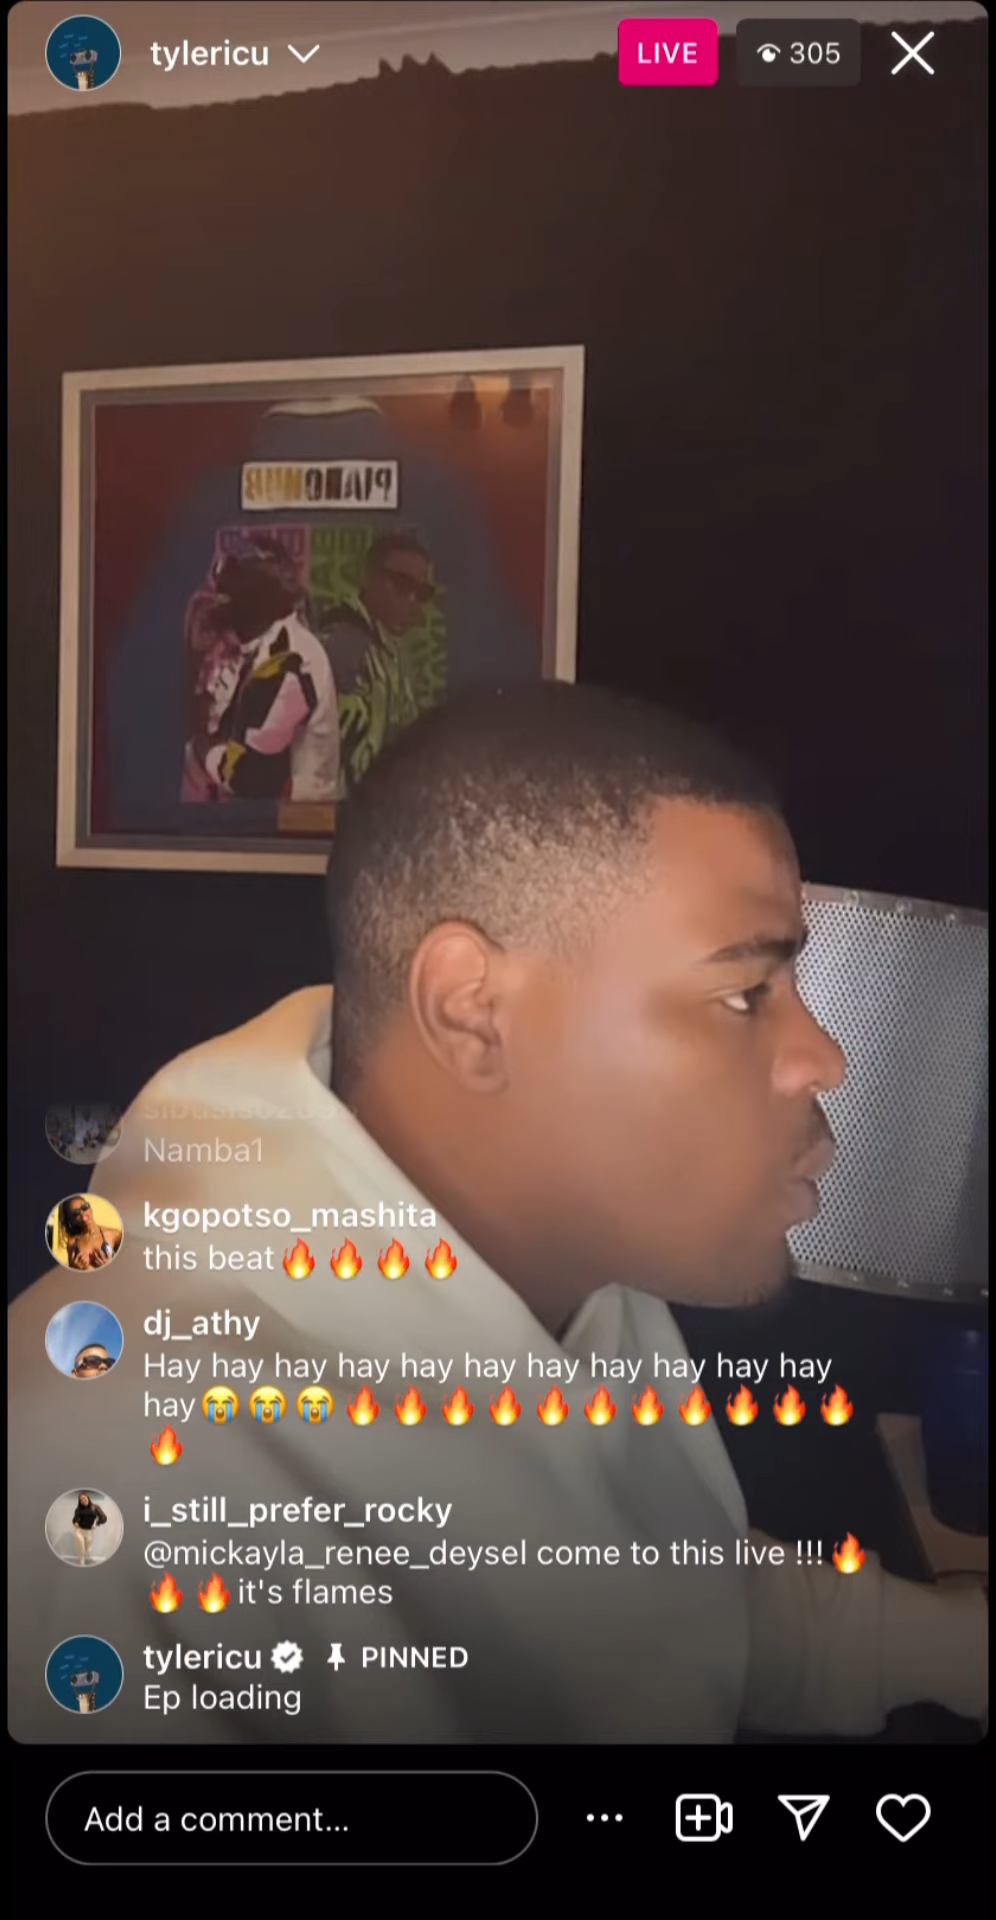 tylericu
LIVE
305
PIANOHUB
Namba1
kgopotso_mashita
this beat🔥🔥🔥🔥
dj_athy
Hay hay hay hay hay hay hay hay hay hay hay
hay😭😭😭🔥🔥🔥🔥🔥🔥🔥🔥🔥🔥🔥
🔥
i_still_prefer_rocky
@mickayla_renee_deysel come to this live !!!🔥
🔥🔥it's flames
tylericu PINNED
Ep loading
Add a comment...